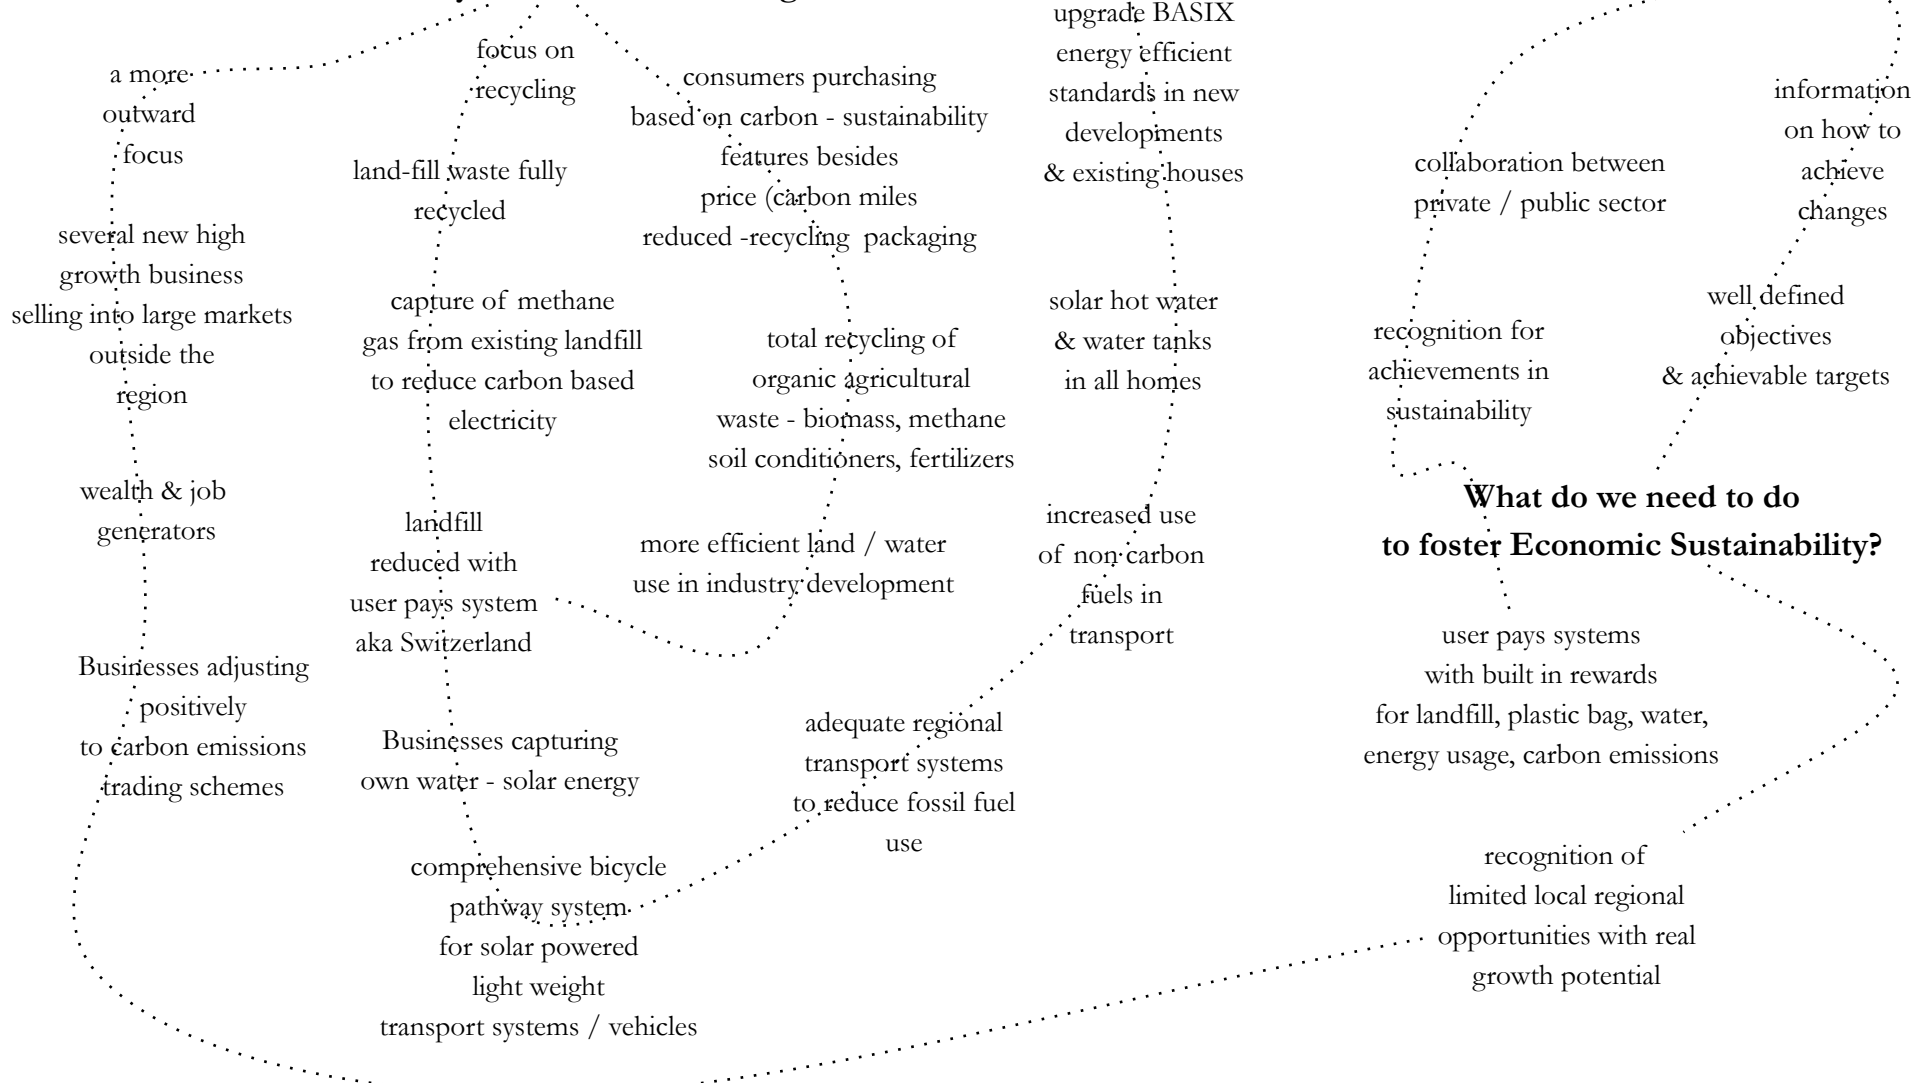 a more
outward
focus
several new high
growth business
selling into large markets
outside the
region
wealth & job
generators
Businesses adjusting
positively
to carbon emissions
trading schemes
focus on
recycling
land-fill waste fully
recycled
capture of methane
gas from existing landfill
to reduce carbon based
electricity
landfill
reduced with
user pays system
aka Switzerland
Businesses capturing
own water - solar energy
comprehensive bicycle
pathway system
for solar powered
light weight
transport systems / vehicles
consumers purchasing
based on carbon - sustainability
features besides
price (carbon miles
reduced -recycling packaging
total recycling of
organic agricultural
waste - biomass, methane
soil conditioners, fertilizers
more efficient land / water
use in industry development
adequate regional
transport systems
to reduce fossil fuel
use
upgrade BASIX
energy efficient
standards in new
developments
& existing houses
solar hot water
& water tanks
in all homes
increased use
of non carbon
fuels in
transport
collaboration between
private / public sector
recognition for
achievements in
sustainability
information
on how to
achieve
changes
well defined
objectives
& achievable targets
What do we need to do
to foster Economic Sustainability?
user pays systems
with built in rewards
for landfill, plastic bag, water,
energy usage, carbon emissions
recognition of
limited local regional
opportunities with real
growth potential